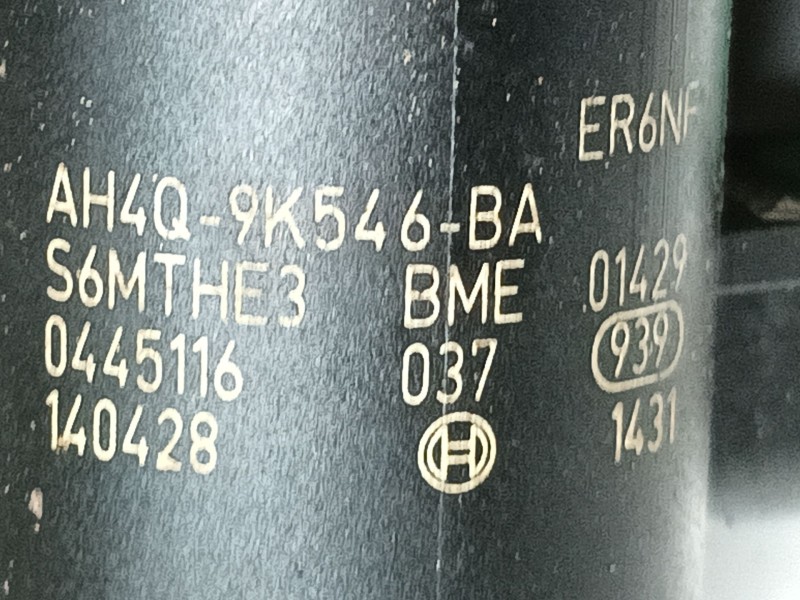 ER6NF
AH4Q-9K546-BA
S6MTHE3 BME 01429
0445116 037 939
140428 1431